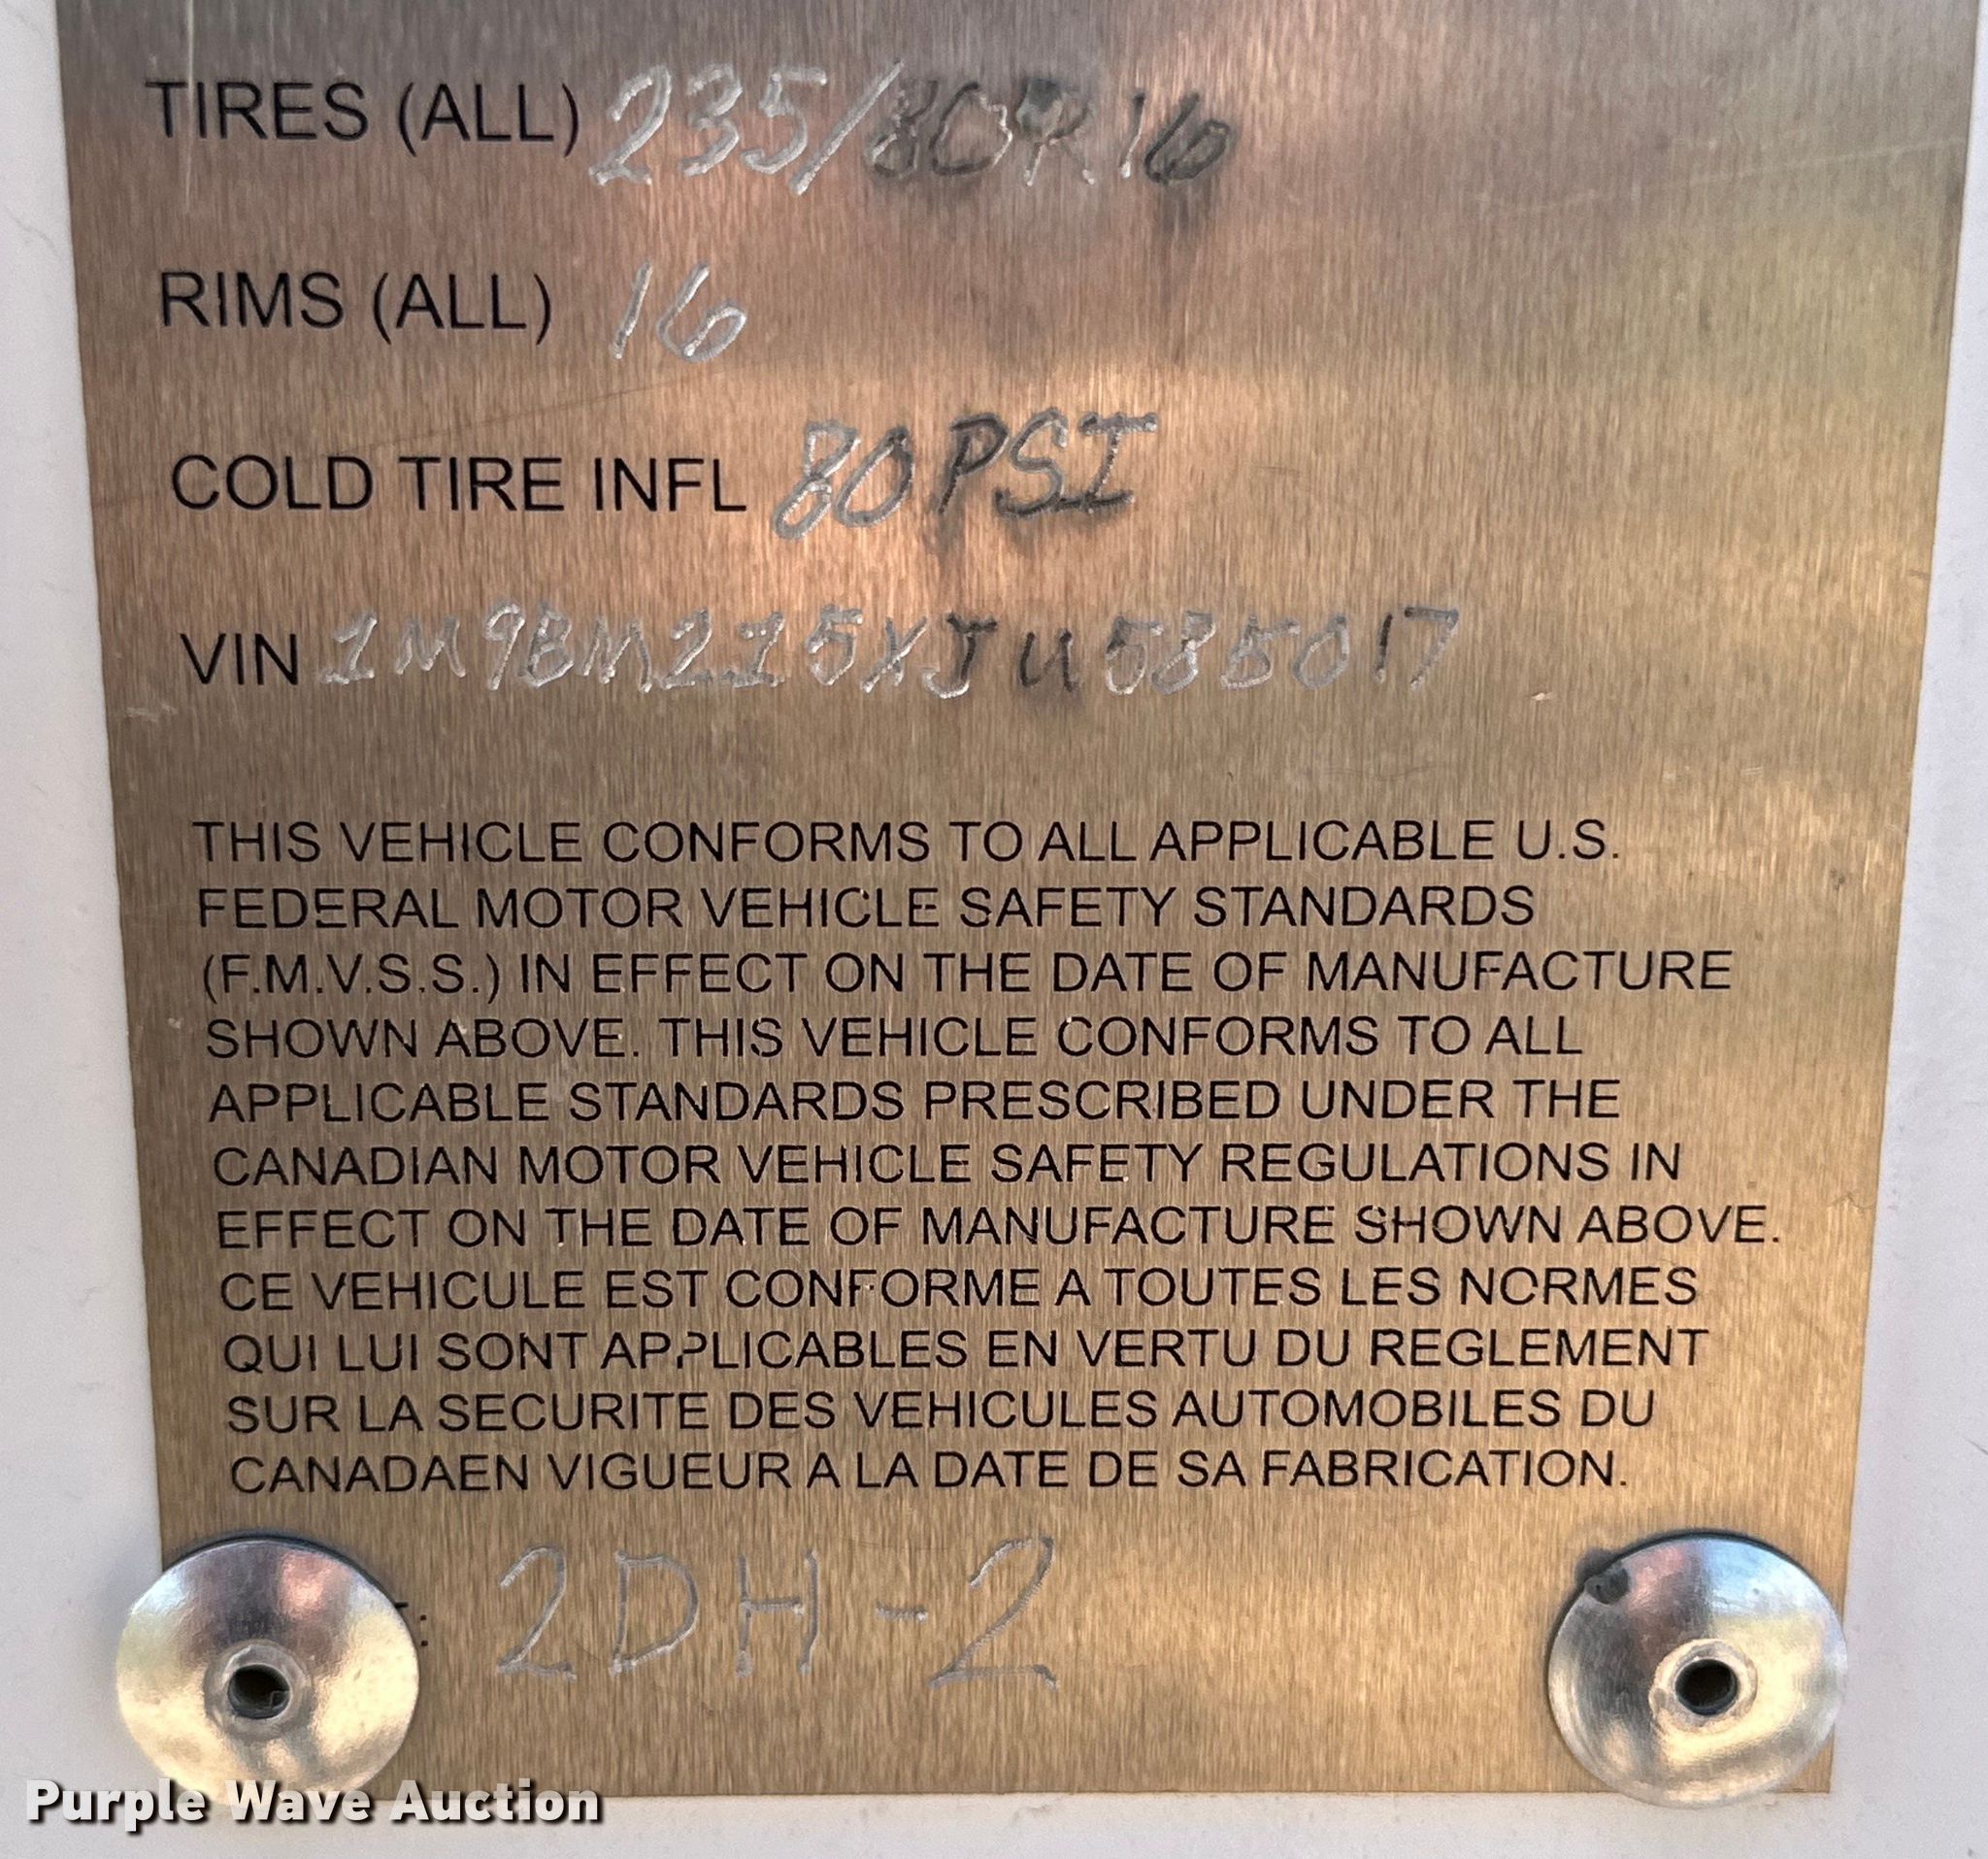 TIRES (ALL) 235/80R16
RIMS (ALL) 16
COLD TIRE INFL 80 PSI
VIN 1M9BM215XJU585017
THIS VEHICLE CONFORMS TO ALL APPLICABLE U.S.
FEDERAL MOTOR VEHICLE SAFETY STANDARDS
(F.M.V.S.S.) IN EFFECT ON THE DATE OF MANUFACTURE
SHOWN ABOVE. THIS VEHICLE CONFORMS TO ALL
APPLICABLE STANDARDS PRESCRIBED UNDER THE
CANADIAN MOTOR VEHICLE SAFETY REGULATIONS IN
EFFECT ON THE DATE OF MANUFACTURE SHOWN ABOVE.
CE VEHICULE EST CONFORME A TOUTES LES NORMES
QUI LUI SONT APPLICABLES EN VERTU DU REGLEMENT
SUR LA SECURITE DES VEHICULES AUTOMOBILES DU
CANADAEN VIGUEUR A LA DATE DE SA FABRICATION.
2DH-2
Purple Wave Auction